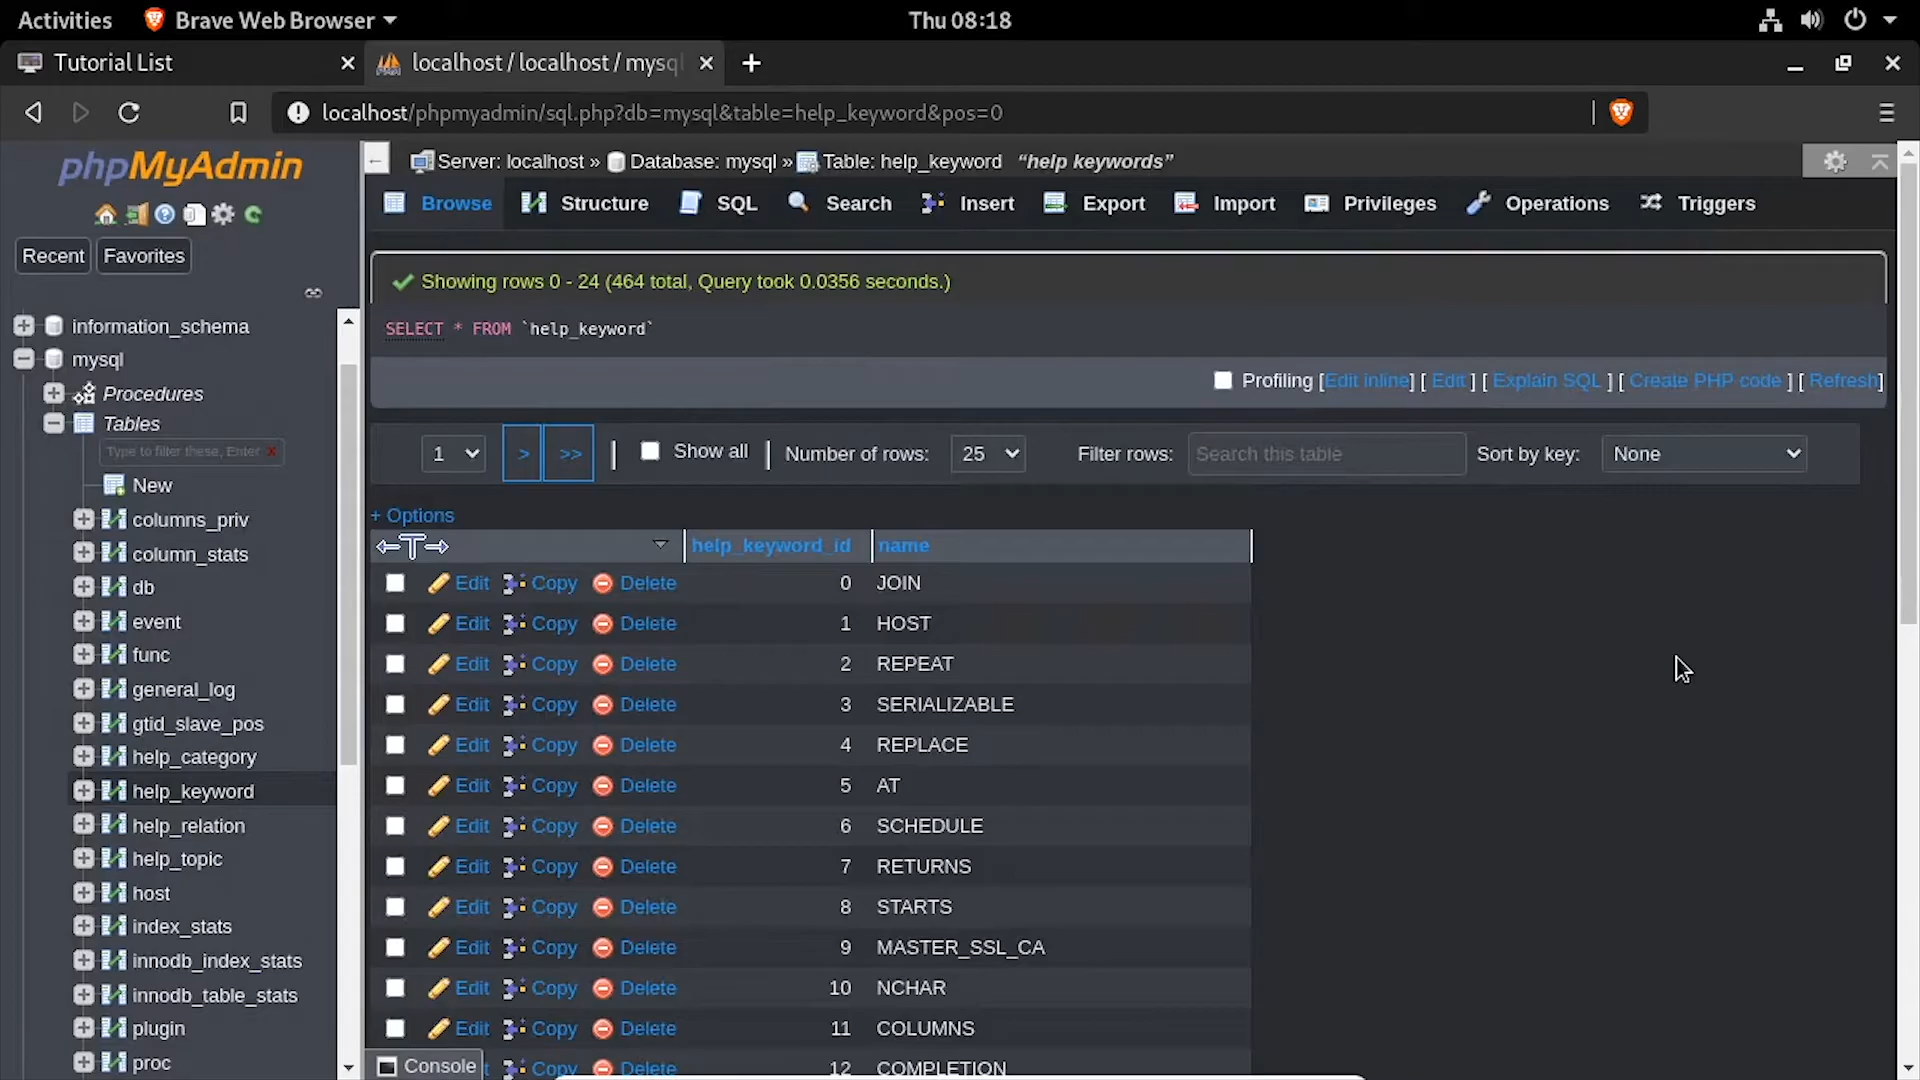 Activities Brave Web Browser Thu 08:18
Tutorial List localhost / localhost / mysql
localhost/phpmyadmin/sql.php?db=mysql&table=help_keyword&pos=0
phpMyAdmin
Recent Favorites
information_schema
mysql
Procedures
Tables
Type to filter these, Enter X
New
columns_priv
column_stats
db
event
func
general_log
gtid_slave_pos
help_category
help_keyword
help_relation
help_topic
host
index_stats
innodb_index_stats
innodb_table_stats
plugin
proc
Server: localhost » Database: mysql » Table: help_keyword "help keywords"
Browse Structure SQL Search Insert Export Import Privileges Operations Triggers
Showing rows 0 - 24 (464 total, Query took 0.0356 seconds.)
SELECT * FROM `help_keyword`
Profiling [Edit inline] [ Edit ] [ Explain SQL ] [ Create PHP code ] [ Refresh]
1 > >> | Show all | Number of rows: 25 Filter rows: Search this table Sort by key: None
+ Options
←T→ help_keyword_id name
Edit Copy Delete 0 JOIN
Edit Copy Delete 1 HOST
Edit Copy Delete 2 REPEAT
Edit Copy Delete 3 SERIALIZABLE
Edit Copy Delete 4 REPLACE
Edit Copy Delete 5 AT
Edit Copy Delete 6 SCHEDULE
Edit Copy Delete 7 RETURNS
Edit Copy Delete 8 STARTS
Edit Copy Delete 9 MASTER_SSL_CA
Edit Copy Delete 10 NCHAR
Edit Copy Delete 11 COLUMNS
Copy Delete 12 COMPLETION
Console